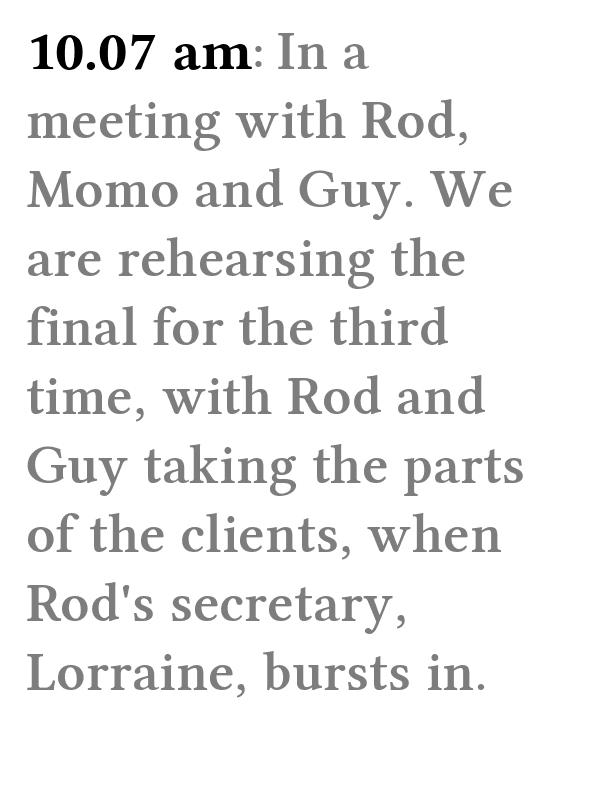 10.07 am: In a
meeting with Rod,
Momo and Guy. We
are rehearsing the
final for the third
time, with Rod and
Guy taking the parts
of the clients, when
Rod's secretary,
Lorraine, bursts in.